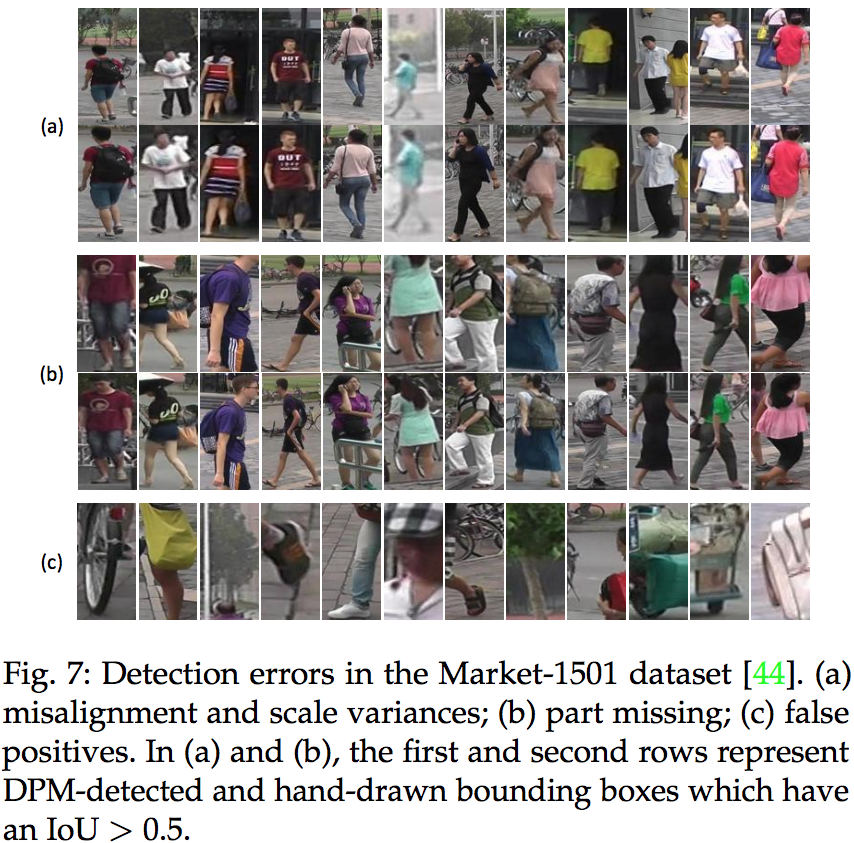 (a)
OUT
OUT
(b)
(c)
Fig. 7: Detection errors in the Market-1501 dataset [44]. (a)
misalignment and scale variances; (b) part missing; (c) false
positives. In (a) and (b), the first and second rows represent
DPM-detected and hand-drawn bounding boxes which have
an IoU > 0.5.